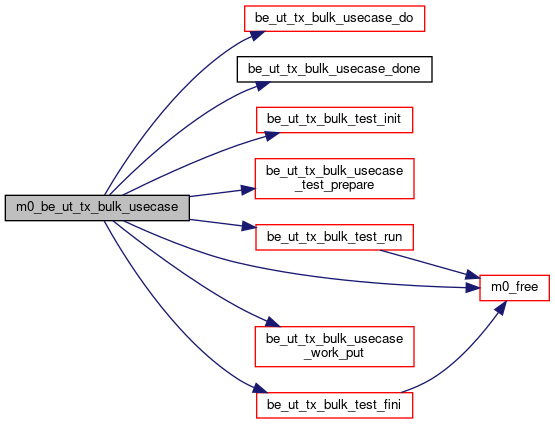 be_ut_tx_bulk_usecase_do
be_ut_tx_bulk_usecase_done
be_ut_tx_bulk_test_init
be_ut_tx_bulk_usecase
_test_prepare
m0_be_ut_tx_bulk_usecase
be_ut_tx_bulk_test_run
m0_free
be_ut_tx_bulk_usecase
_work_put
be_ut_tx_bulk_test_fini